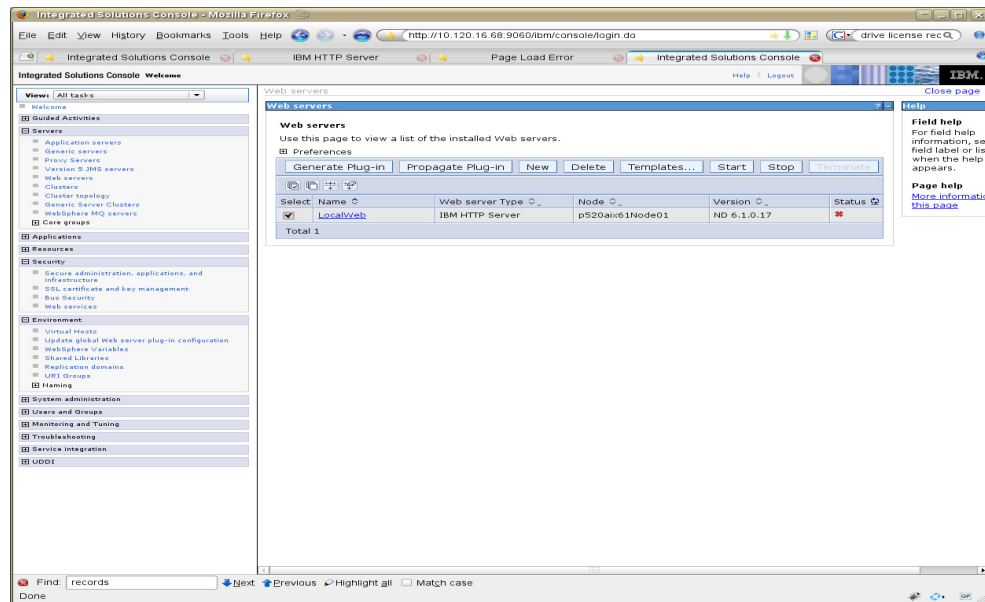 Integrated Solutions Console - Mozilla Firefox
File Edit View History Bookmarks Tools Help http://10.120.16.68:9060/ibm/console/login.do G drive license rec
Integrated Solutions Console IBM HTTP Server Page Load Error Integrated Solutions Console
Integrated Solutions Console Welcome Help | Logout IBM.
View: All tasks
Welcome
Guided Activities
Servers
Application servers
Generic servers
Proxy Servers
Version 5 JMS servers
Web servers
Clusters
Cluster topology
Generic Server Clusters
WebSphere MQ servers
Core groups
Applications
Resources
Security
Secure administration, applications, and
infrastructure
SSL certificate and key management
Bus Security
Web services
Environment
Virtual Hosts
Update global Web server plug-in configuration
WebSphere Variables
Shared Libraries
Replication domains
URI Groups
Naming
System administration
Users and Groups
Monitoring and Tuning
Troubleshooting
Service integration
UDDI
Web servers Close page
Web servers ? -
Web servers
Use this page to view a list of the installed Web servers.
Preferences
Generate Plug-in Propagate Plug-in New Delete Templates... Start Stop Terminate
Select Name Web server Type Node Version Status
LocalWeb IBM HTTP Server p520aix61Node01 ND 6.1.0.17
Total 1
Help
Field help
For field help
information, se
field label or lis
when the help
appears.
Page help
More informatio
this page
Find: records Next Previous Highlight all Match case
Done